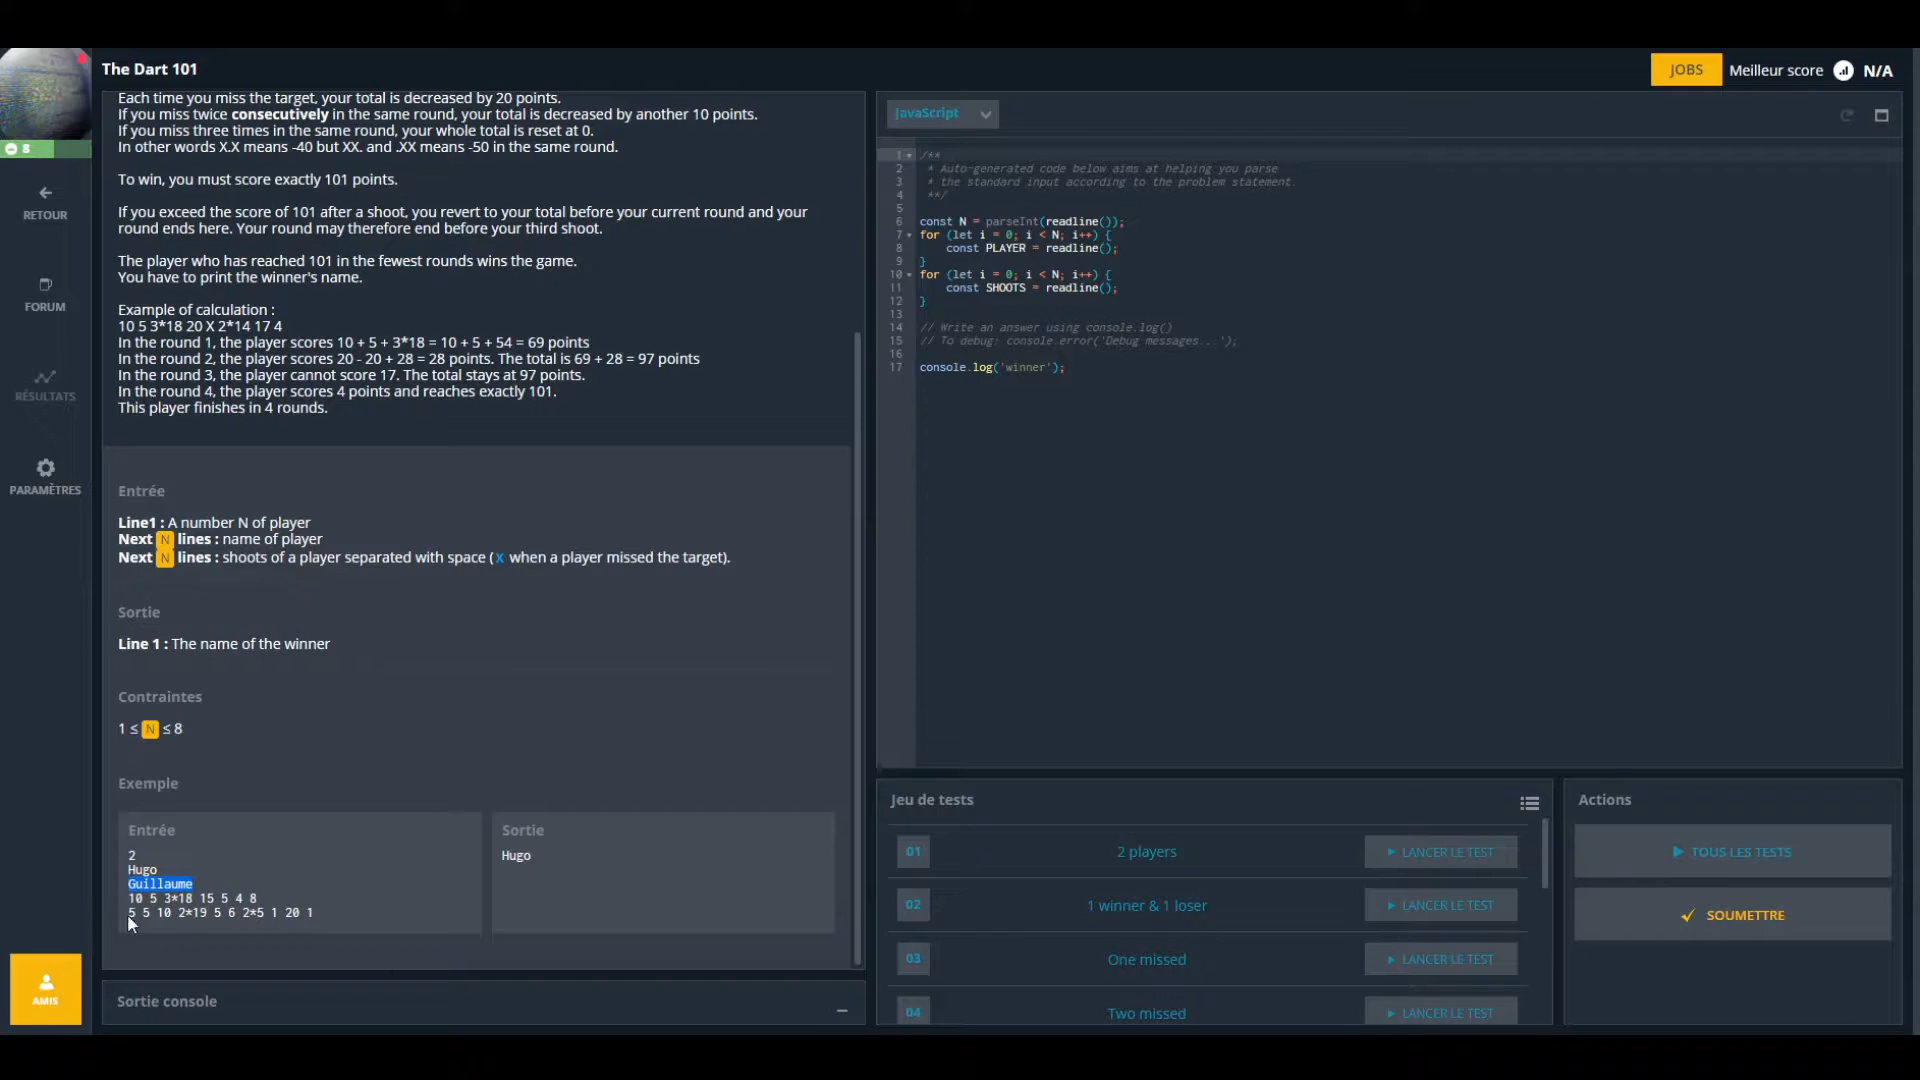 The Dart 101
JOBS
Meilleur score
N/A
8
RETOUR
FORUM
RÉSULTATS
PARAMÈTRES
AMIS
Each time you miss the target, your total is decreased by 20 points.
If you miss twice consecutively in the same round, your total is decreased by another 10 points.
If you miss three times in the same round, your whole total is reset at 0.
In other words X.X means -40 but XX. and .XX means -50 in the same round.
To win, you must score exactly 101 points.
If you exceed the score of 101 after a shoot, you revert to your total before your current round and your
round ends here. Your round may therefore end before your third shoot.
The player who has reached 101 in the fewest rounds wins the game.
You have to print the winner's name.
Example of calculation :
10 5 3*18 20 X 2*14 17 4
In the round 1, the player scores 10 + 5 + 3*18 = 10 + 5 + 54 = 69 points
In the round 2, the player scores 20 - 20 + 28 = 28 points. The total is 69 + 28 = 97 points
In the round 3, the player cannot score 17. The total stays at 97 points.
In the round 4, the player scores 4 points and reaches exactly 101.
This player finishes in 4 rounds.
Entrée
Line1 : A number N of player
Next N lines : name of player
Next N lines : shoots of a player separated with space (X when a player missed the target).
Sortie
Line 1 : The name of the winner
Contraintes
1 ≤ N ≤ 8
Exemple
Entrée
2
Hugo
Guillaume
10 5 3*18 15 5 4 8
5 5 10 2*19 5 6 2*5 1 20 1
Sortie
Hugo
Sortie console
JavaScript
1 /**
2 * Auto-generated code below aims at helping you parse
3 * the standard input according to the problem statement.
4 **/
5
6 const N = parseInt(readline());
7 for (let i = 0; i < N; i++) {
8 const PLAYER = readline();
9 }
10 for (let i = 0; i < N; i++) {
11 const SHOOTS = readline();
12 }
13
14 // Write an answer using console.log()
15 // To debug: console.error('Debug messages...');
16
17 console.log('winner');
Jeu de tests
01 2 players LANCER LE TEST
02 1 winner & 1 loser LANCER LE TEST
03 One missed LANCER LE TEST
04 Two missed LANCER LE TEST
Actions
TOUS LES TESTS
SOUMETTRE